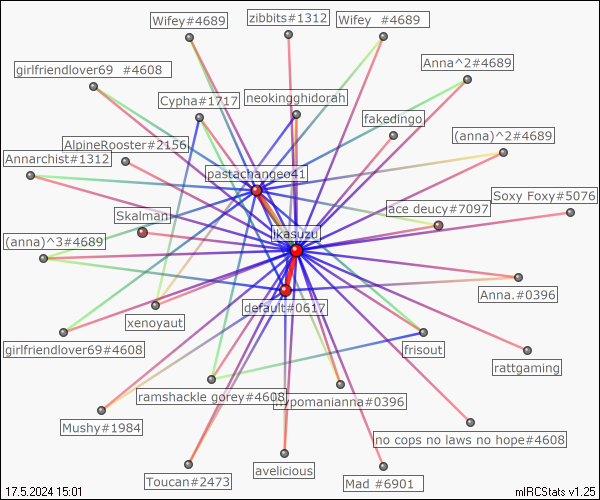 Wifey#4689
zibbits#1312
Wifey #4689
girlfriendlover69 #4608
Anna^2#4689
Cypha#1717
neokingghidorah
fakedingo
(anna)^2#4689
AlpineRooster#2156
Annarchist#1312
pastachangeo41
Soxy Foxy#5076
Skalman
ace deucy#7097
ikasuzu
(anna)^3#4689
Anna.#0396
default#0617
xenoyaut
girlfriendlover69#4608
frisout
rattgaming
ramshackle gorey#4608
hypomanianna#0396
Mushy#1984
no cops no laws no hope#4608
avelicious
Toucan#2473
Mad #6901
17.5.2024 15:01
mIRCStats v1.25